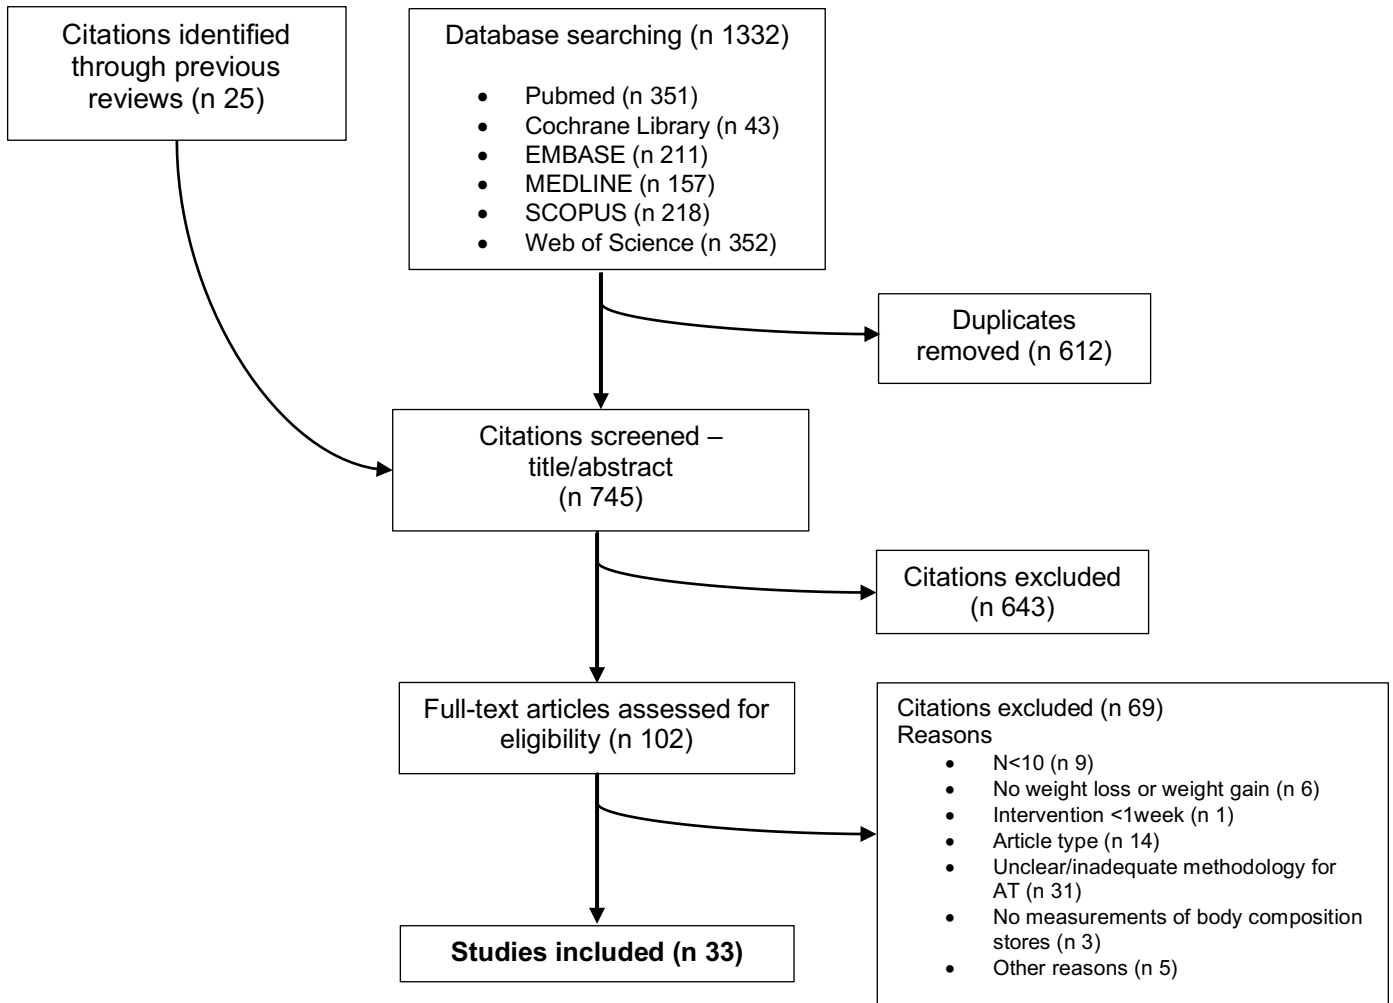 Citations identified
through previous
reviews (n 25)
Database searching (n 1332)
• Pubmed (n 351)
• Cochrane Library (n 43)
• EMBASE (n 211)
• MEDLINE (n 157)
• SCOPUS (n 218)
• Web of Science (n 352)
Duplicates
removed (n 612)
Citations screened –
title/abstract
(n 745)
Citations excluded
(n 643)
Full-text articles assessed for
eligibility (n 102)
Citations excluded (n 69)
Reasons
• N<10 (n 9)
• No weight loss or weight gain (n 6)
• Intervention <1week (n 1)
• Article type (n 14)
• Unclear/inadequate methodology for
AT (n 31)
• No measurements of body composition
stores (n 3)
• Other reasons (n 5)
Studies included (n 33)